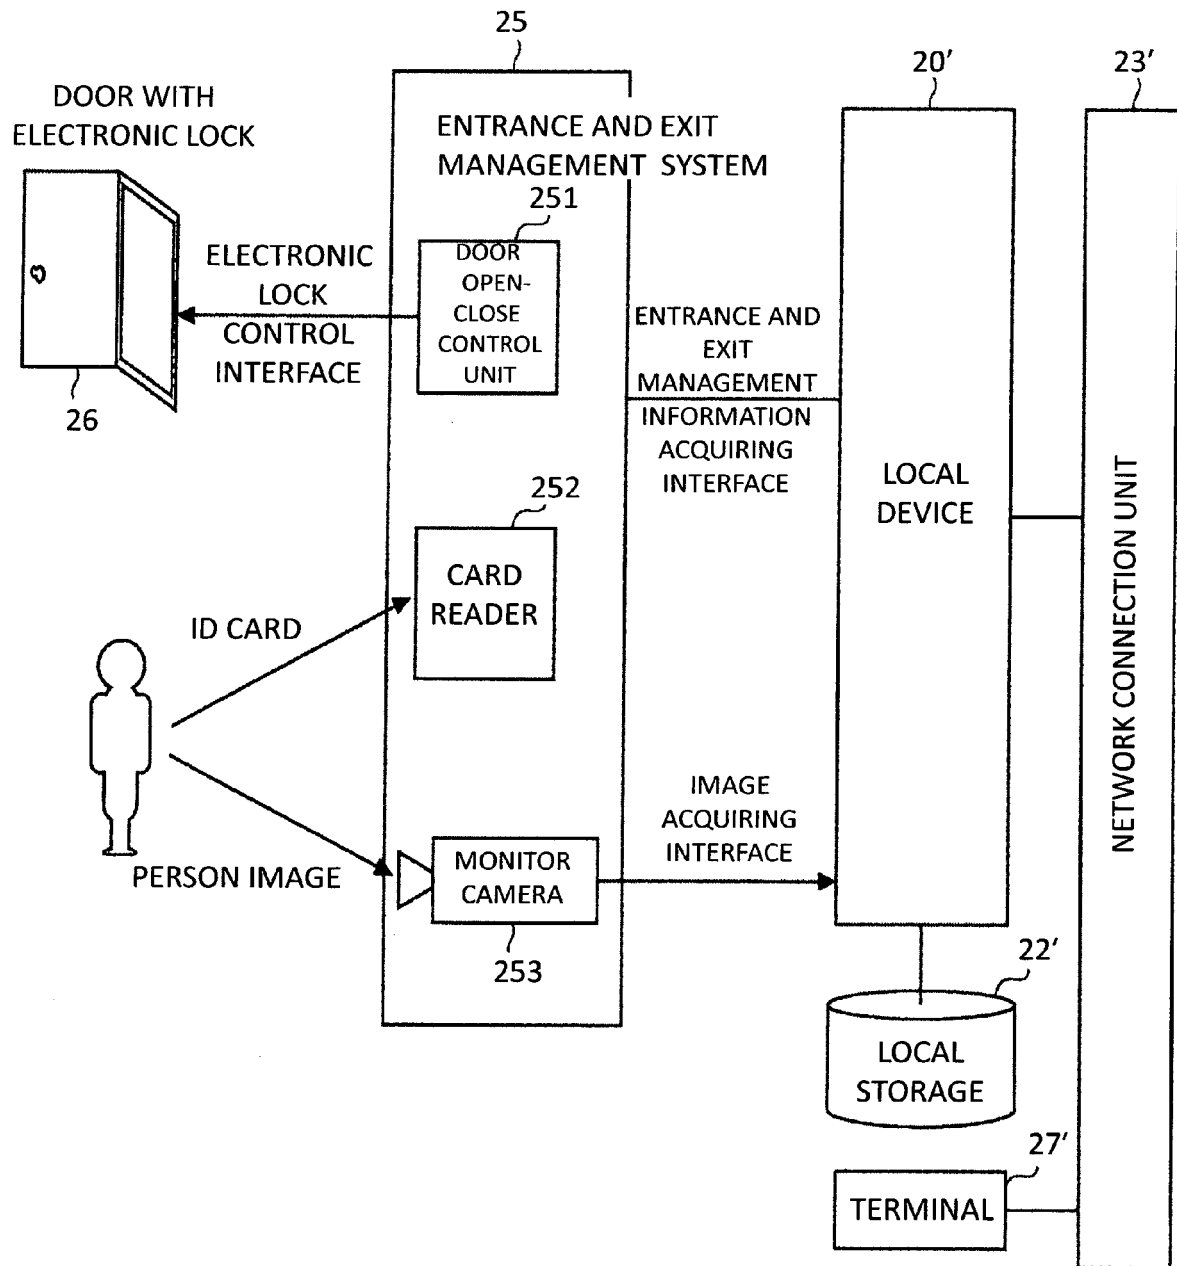 25
20'
23'
DOOR WITH
ELECTRONIC LOCK
ENTRANCE AND EXIT
MANAGEMENT SYSTEM
251
DOOR
OPEN-
CLOSE
CONTROL
UNIT
ELECTRONIC
LOCK
CONTROL
INTERFACE
26
ENTRANCE AND
EXIT
MANAGEMENT
INFORMATION
ACQUIRING
INTERFACE
LOCAL
DEVICE
NETWORK CONNECTION UNIT
252
CARD
READER
ID CARD
PERSON IMAGE
MONITOR
CAMERA
253
IMAGE
ACQUIRING
INTERFACE
22'
LOCAL
STORAGE
27'
TERMINAL